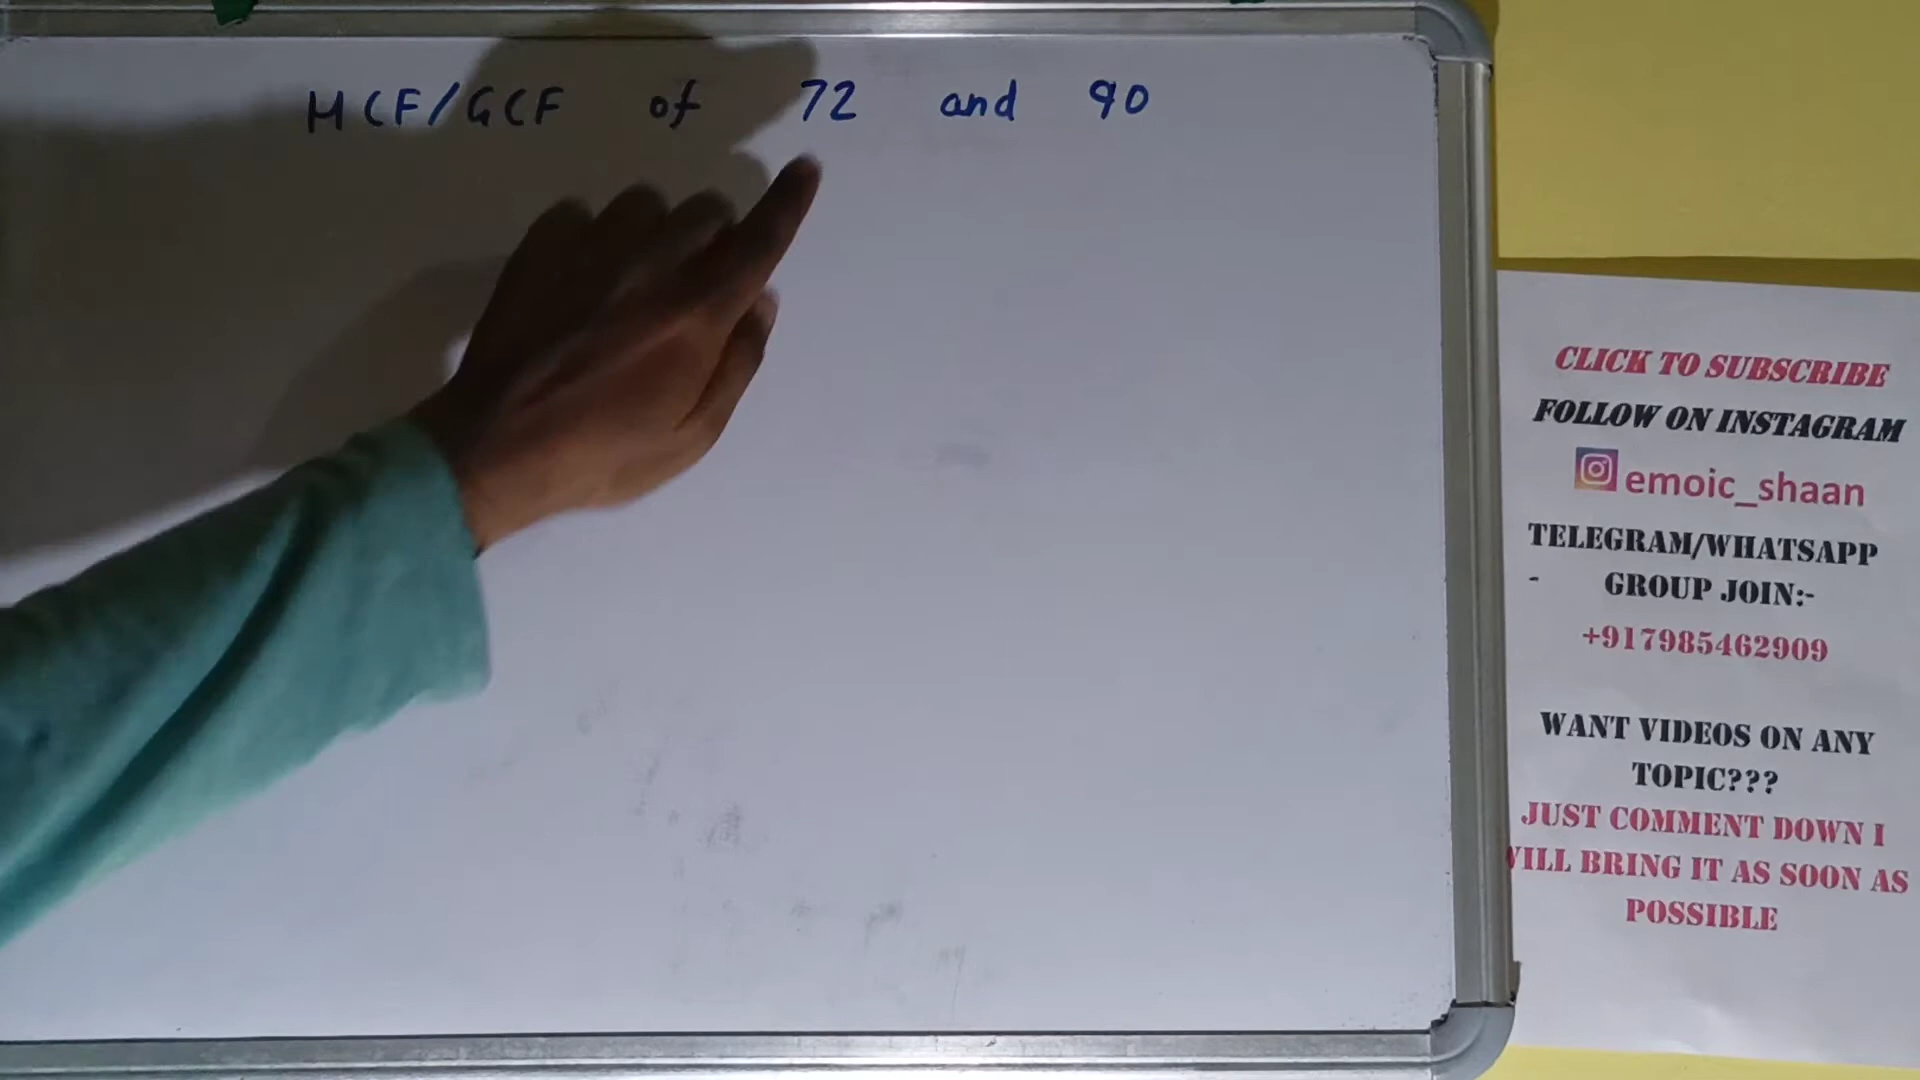 HCF/GCF of 72 and 90
CLICK TO SUBSCRIBE
FOLLOW ON INSTAGRAM
emoic_shaan
TELEGRAM/WHATSAPP
- GROUP JOIN:-
+917985462909
WANT VIDEOS ON ANY
TOPIC???
JUST COMMENT DOWN I
WILL BRING IT AS SOON AS
POSSIBLE